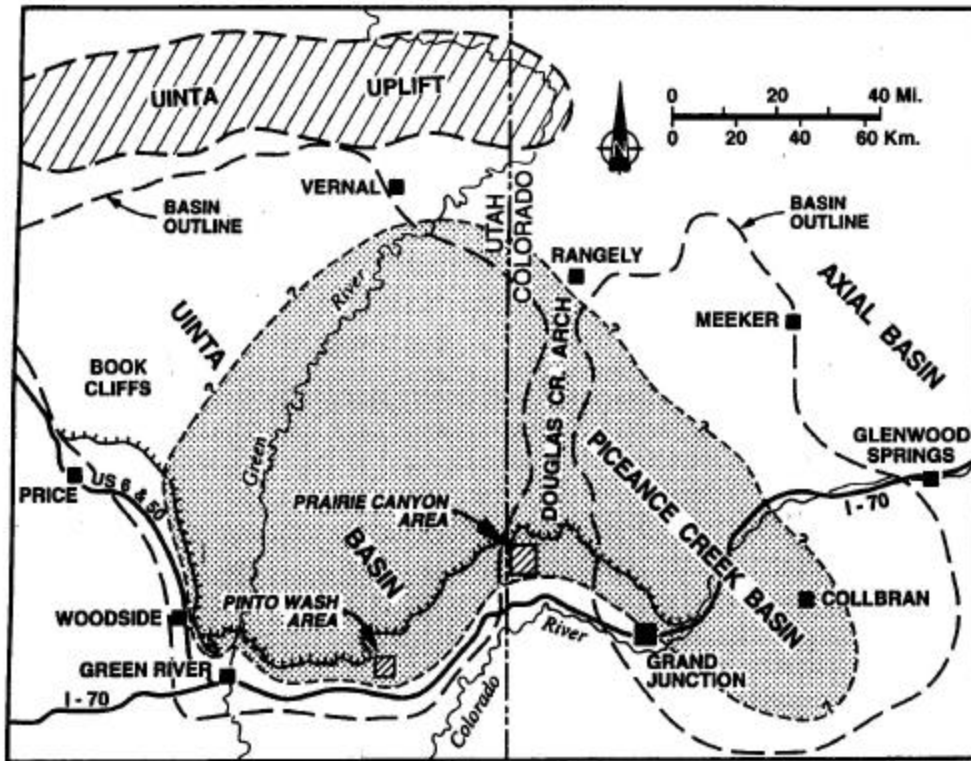 UINTA UPLIFT
0 20 40 Mi.
0 20 40 60 Km.
N
VERNAL
BASIN
OUTLINE
UTAH
COLORADO
BASIN
OUTLINE
RANGELY
AXIAL BASIN
River
?
?
?
?
?
?
?
UINTA
MEEKER
BOOK
CLIFFS
DOUGLAS CR. ARCH
Green
GLENWOOD
SPRINGS
PRICE
US 6 & 50
PRAIRIE CANYON
AREA
PICEANCE CREEK BASIN
I-70
BASIN
PINTO WASH
AREA
COLLBRAN
WOODSIDE
River
GREEN RIVER
GRAND
JUNCTION
I-70
Colorado